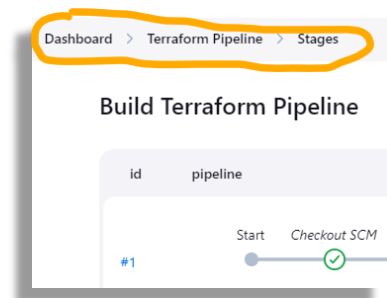 Dashboard > Terraform Pipeline > Stages
Build Terraform Pipeline
id pipeline
Start Checkout SCM
#1